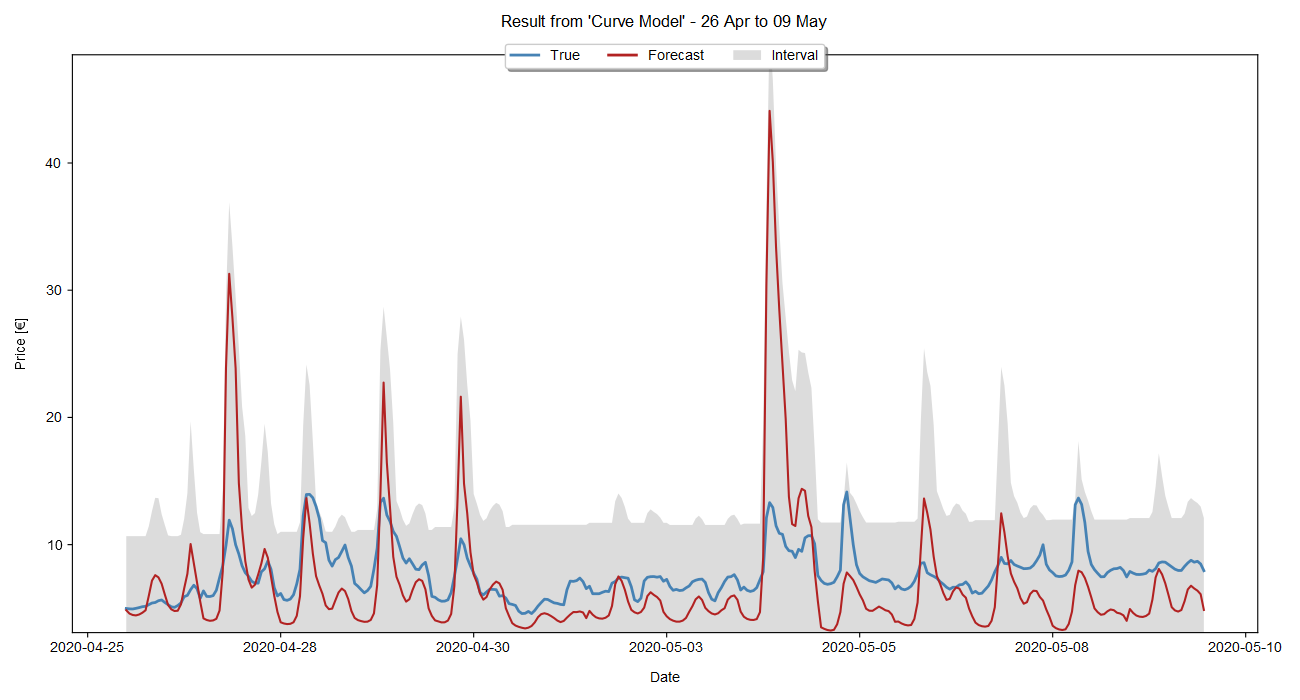 Result from 'Curve Model' - 26 Apr to 09 May
True Forecast Interval
Price [€]
40
30
20
10
2020-04-25 2020-04-28 2020-04-30 2020-05-03 2020-05-05 2020-05-08 2020-05-10
Date